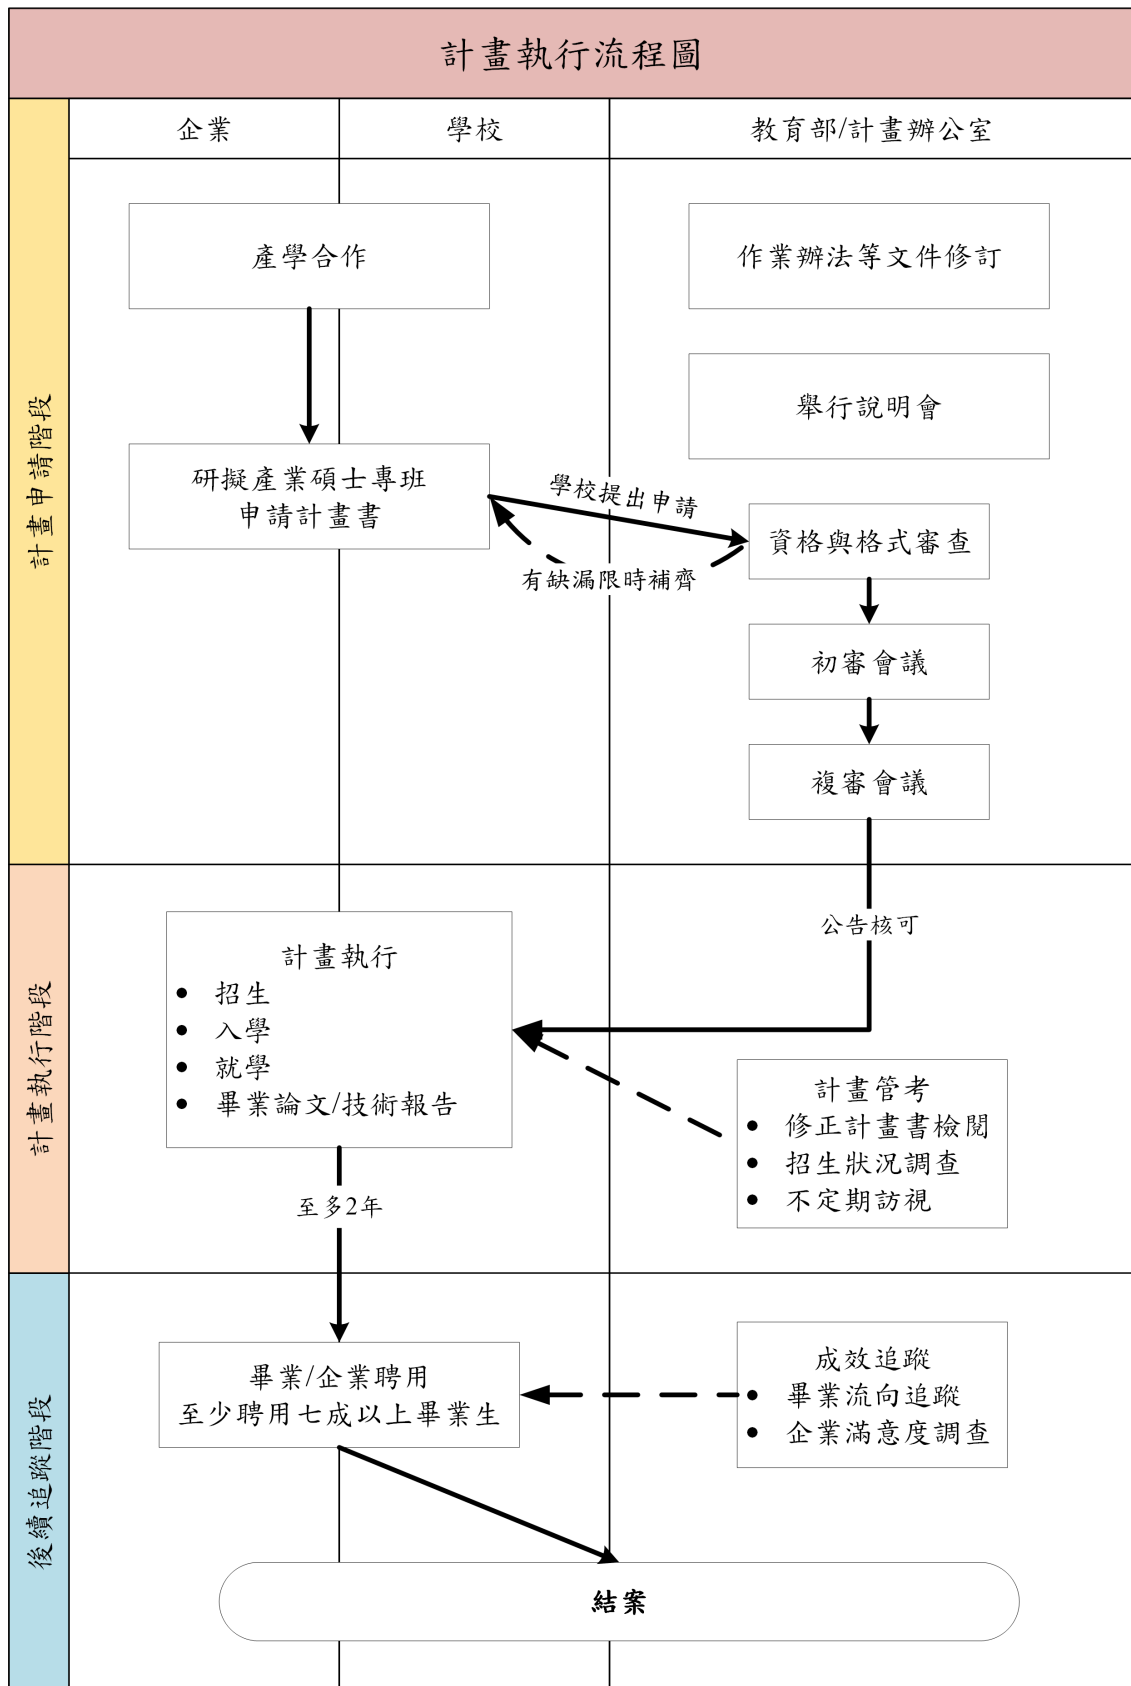 計畫執行流程圖
企業
學校
教育部/計畫辦公室
計畫申請階段
產學合作
作業辦法等文件修訂
舉行說明會
研擬產業碩士專班
申請計畫書
學校提出申請
有缺漏限時補齊
資格與格式審查
初審會議
複審會議
計畫執行階段
公告核可
計畫執行
• 招生
• 入學
• 就學
• 畢業論文/技術報告
計畫管考
• 修正計畫書檢閱
• 招生狀況調查
• 不定期訪視
至多2年
後續追蹤階段
畢業/企業聘用
至少聘用七成以上畢業生
成效追蹤
• 畢業流向追蹤
• 企業滿意度調查
結案